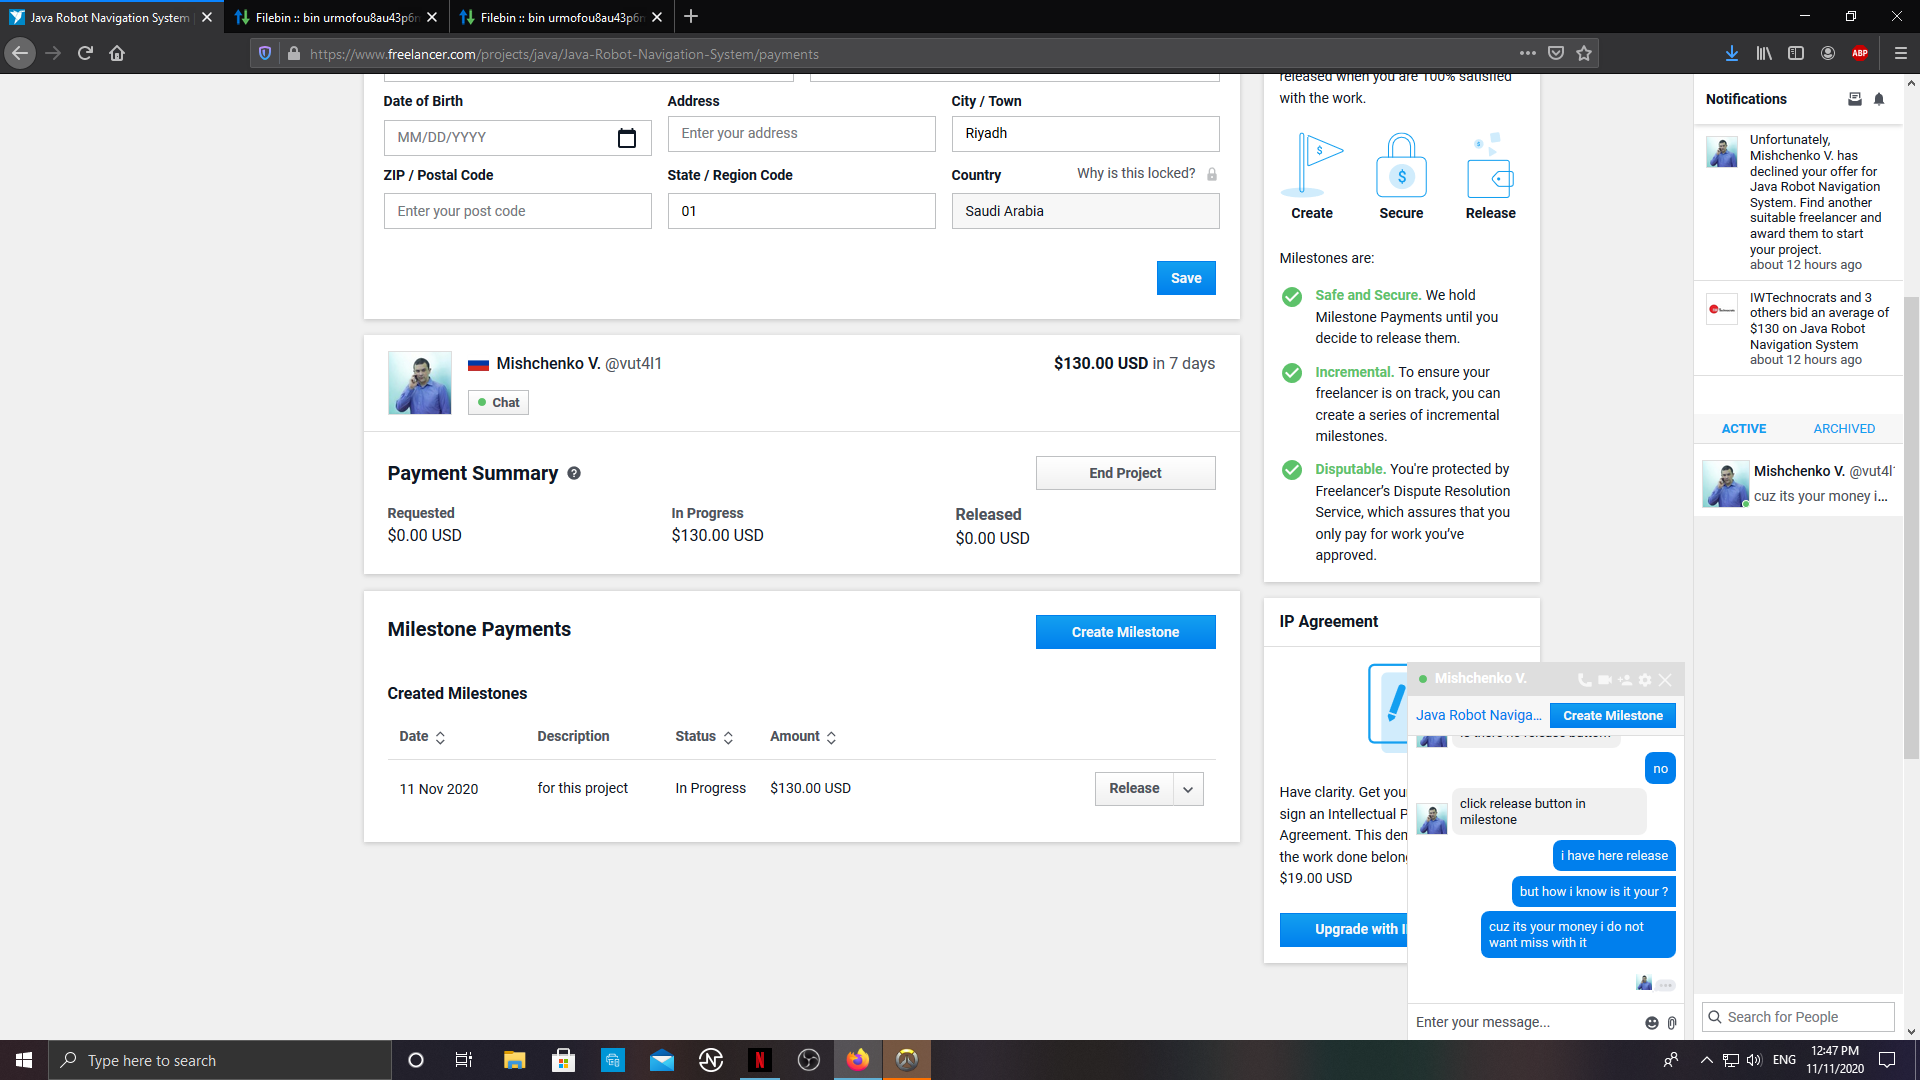 Java Robot Navigation System
Filebin :: bin urmofou8au43p6
Filebin :: bin urmofou8au43p6
https://www.freelancer.com/projects/java/Java-Robot-Navigation-System/payments
ABP
Date of Birth
Address
City / Town
MM/DD/YYYY
Enter your address
Riyadh
ZIP / Postal Code
State / Region Code
Country
Why is this locked?
Enter your post code
01
Saudi Arabia
Save
Mishchenko V. @vut4l1
$130.00 USD in 7 days
Chat
Payment Summary
End Project
Requested
In Progress
Released
$0.00 USD
$130.00 USD
$0.00 USD
Milestone Payments
Create Milestone
Created Milestones
Date
Description
Status
Amount
11 Nov 2020
for this project
In Progress
$130.00 USD
Release
released when you are 100% satisfied
with the work.
Create
Secure
Release
Milestones are:
Safe and Secure. We hold
Milestone Payments until you
decide to release them.
Incremental. To ensure your
freelancer is on track, you can
create a series of incremental
milestones.
Disputable. You're protected by
Freelancer's Dispute Resolution
Service, which assures that you
only pay for work you've
approved.
IP Agreement
Have clarity. Get you
sign an Intellectual P
Agreement. This den
the work done belong
$19.00 USD
Upgrade with I
Mishchenko V.
Java Robot Naviga...
Create Milestone
no
click release button in
milestone
i have here release
but how i know is it your ?
cuz its your money i do not
want miss with it
Enter your message...
Notifications
Unfortunately,
Mishchenko V. has
declined your offer for
Java Robot Navigation
System. Find another
suitable freelancer and
award them to start
your project.
about 12 hours ago
IWTechnocrats and 3
others bid an average of
$130 on Java Robot
Navigation System
about 12 hours ago
ACTIVE
ARCHIVED
Mishchenko V. @vut4l
cuz its your money i...
Search for People
Type here to search
ENG
12:47 PM
11/11/2020